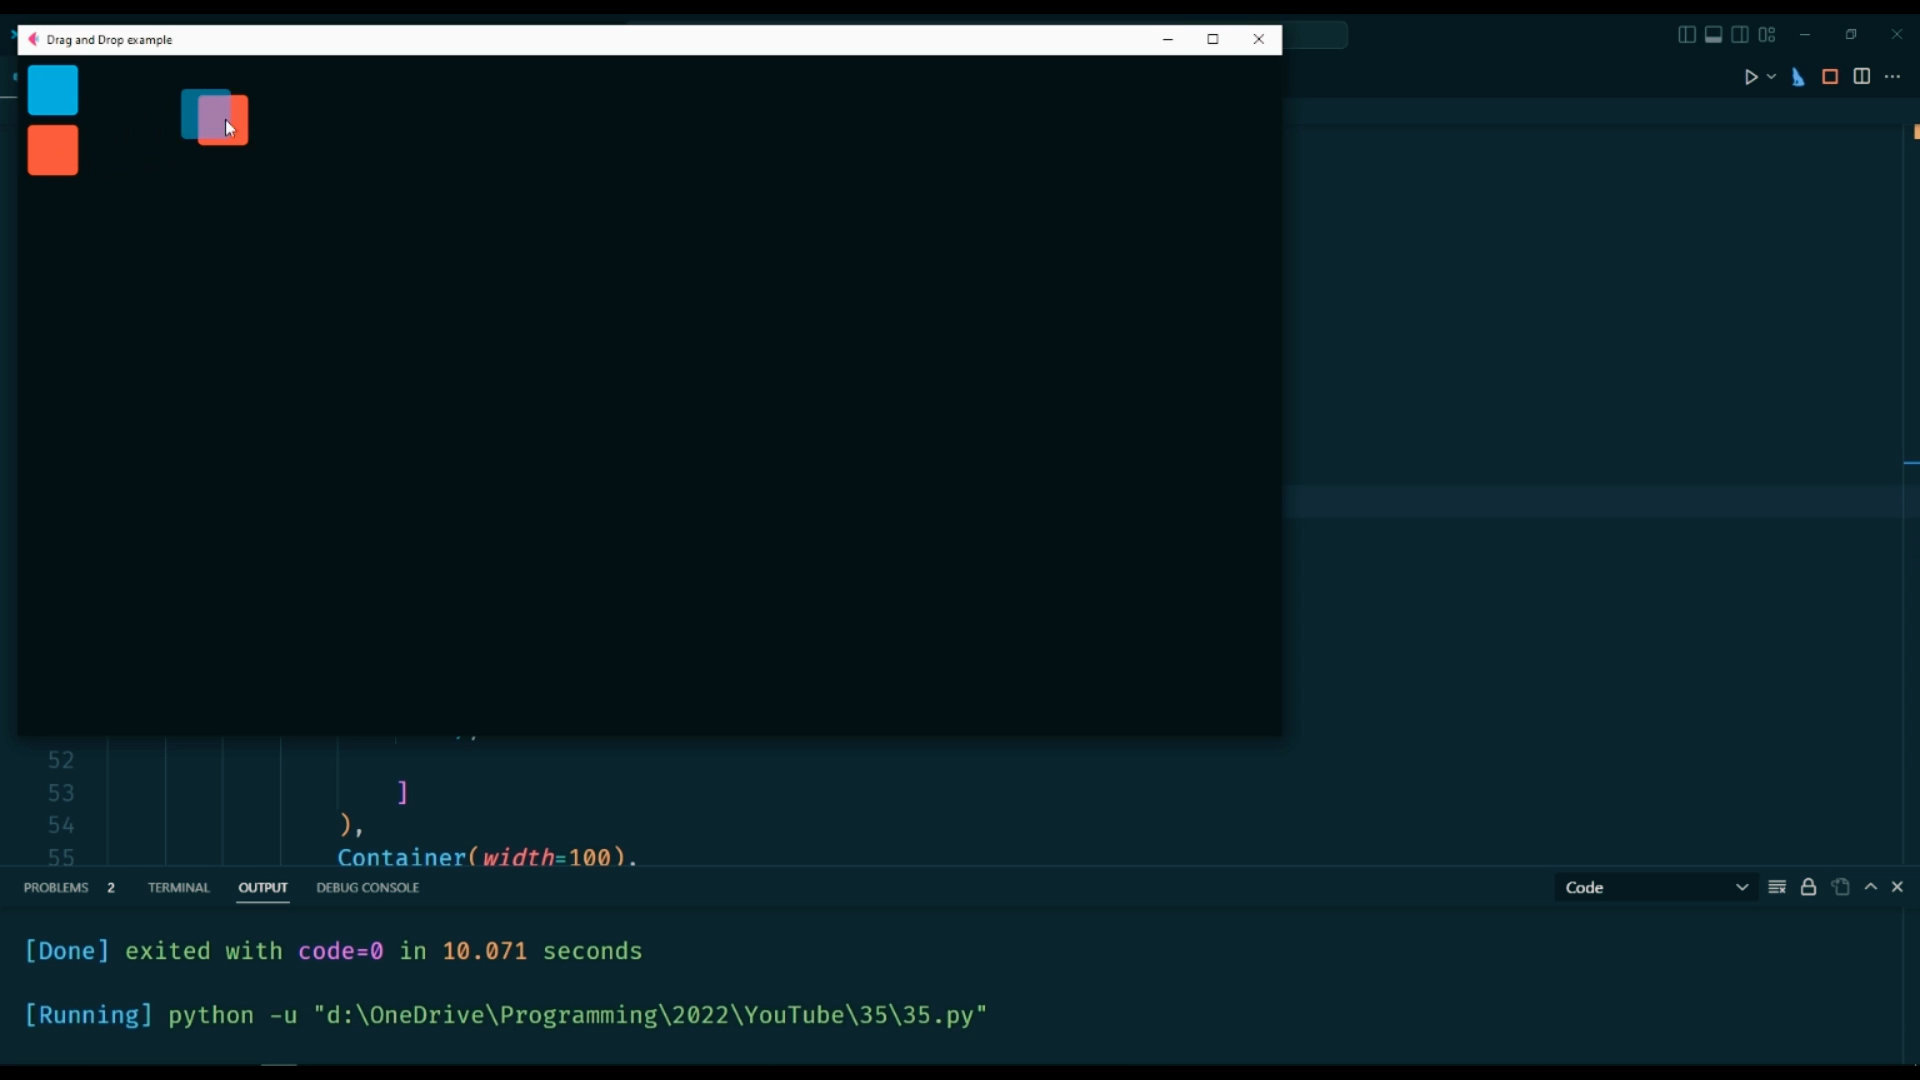 Drag and Drop example
52
53 ]
54 ),
55 Container(width=100).
PROBLEMS 2 TERMINAL OUTPUT DEBUG CONSOLE Code
[Done] exited with code=0 in 10.071 seconds
[Running] python -u "d:\OneDrive\Programming\2022\YouTube\35\35.py"